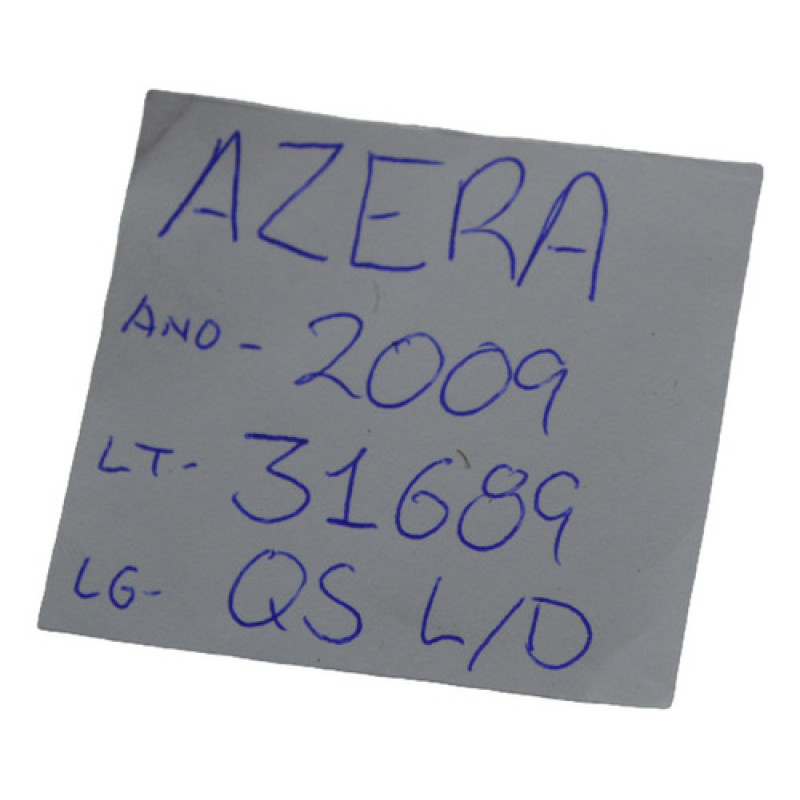 AZERA
ANO - 2009
LT - 31689
LG - QS L/D